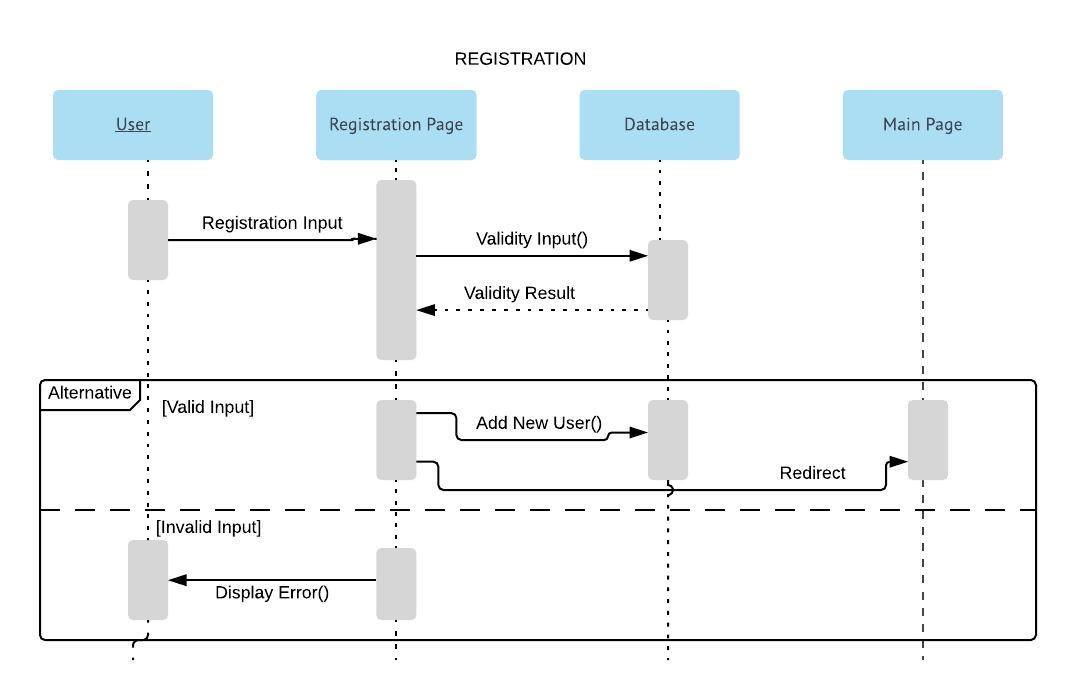 REGISTRATION
User
Registration Page
Database
Main Page
Registration Input
Validity Input()
Validity Result
Alternative
[Valid Input]
Add New User()
Redirect
[Invalid Input]
Display Error()